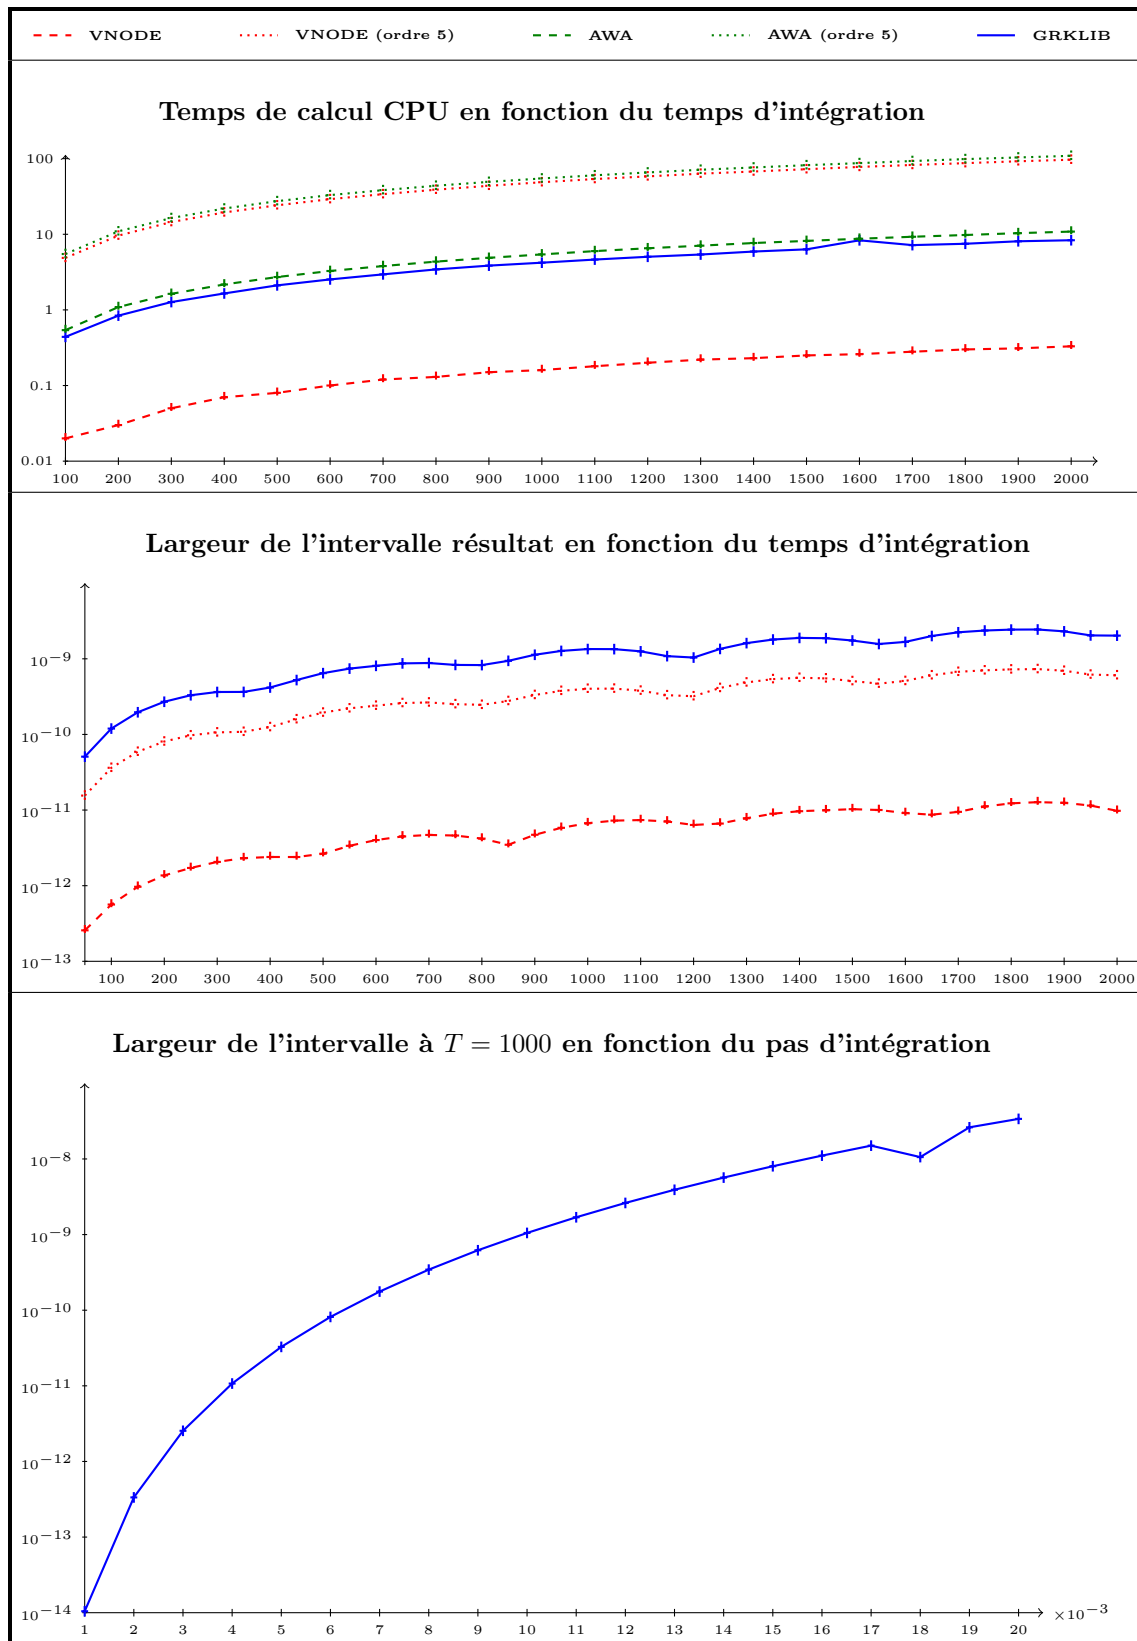 VNODE VNODE (ordre 5) AWA AWA (ordre 5) GRKLIB
Temps de calcul CPU en fonction du temps d'intégration
100
10
1
0.1
0.01
100 200 300 400 500 600 700 800 900 1000 1100 1200 1300 1400 1500 1600 1700 1800 1900 2000
Largeur de l'intervalle résultat en fonction du temps d'intégration
10⁻⁹
10⁻¹⁰
10⁻¹¹
10⁻¹²
10⁻¹³
100 200 300 400 500 600 700 800 900 1000 1100 1200 1300 1400 1500 1600 1700 1800 1900 2000
Largeur de l'intervalle à T = 1000 en fonction du pas d'intégration
10⁻⁸
10⁻⁹
10⁻¹⁰
10⁻¹¹
10⁻¹²
10⁻¹³
10⁻¹⁴
1 2 3 4 5 6 7 8 9 10 11 12 13 14 15 16 17 18 19 20 ×10⁻³